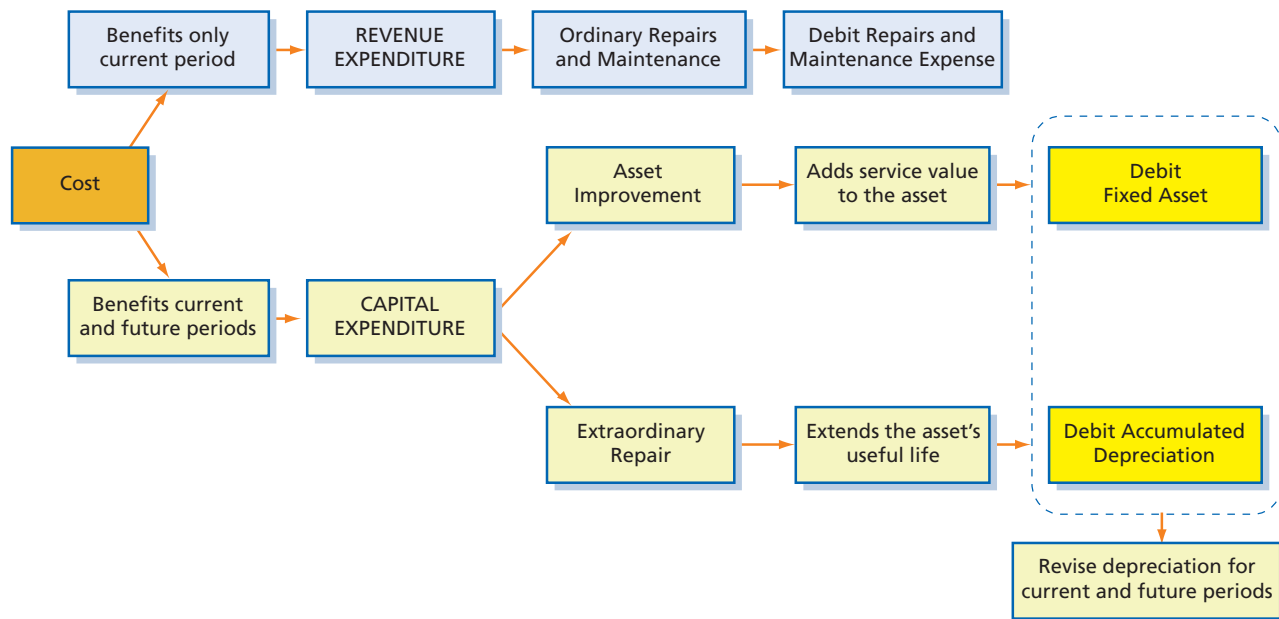 Benefits only
current period
REVENUE
EXPENDITURE
Ordinary Repairs
and Maintenance
Debit Repairs and
Maintenance Expense
Cost
Asset
Improvement
Adds service value
to the asset
Debit
Fixed Asset
Benefits current
and future periods
CAPITAL
EXPENDITURE
Extraordinary
Repair
Extends the asset's
useful life
Debit Accumulated
Depreciation
Revise depreciation for
current and future periods